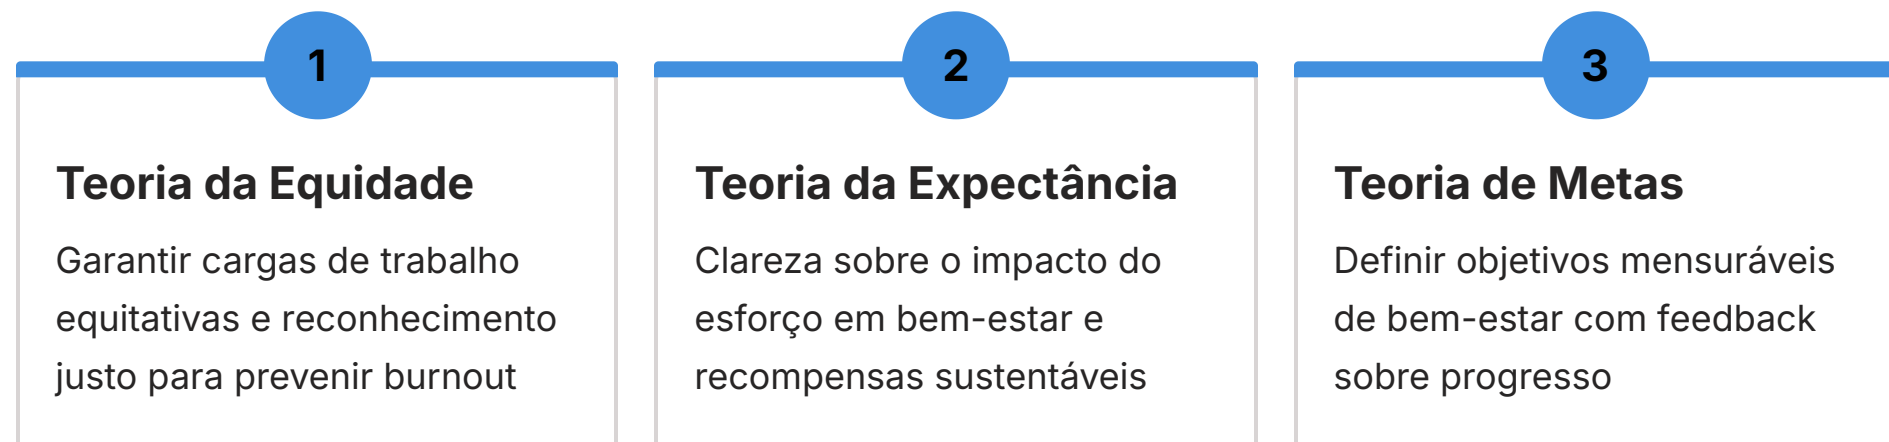 1
Teoria da Equidade
Garantir cargas de trabalho
equitativas e reconhecimento
justo para prevenir burnout
2
Teoria da Expectância
Clareza sobre o impacto do
esforço em bem-estar e
recompensas sustentáveis
3
Teoria de Metas
Definir objetivos mensuráveis
de bem-estar com feedback
sobre progresso